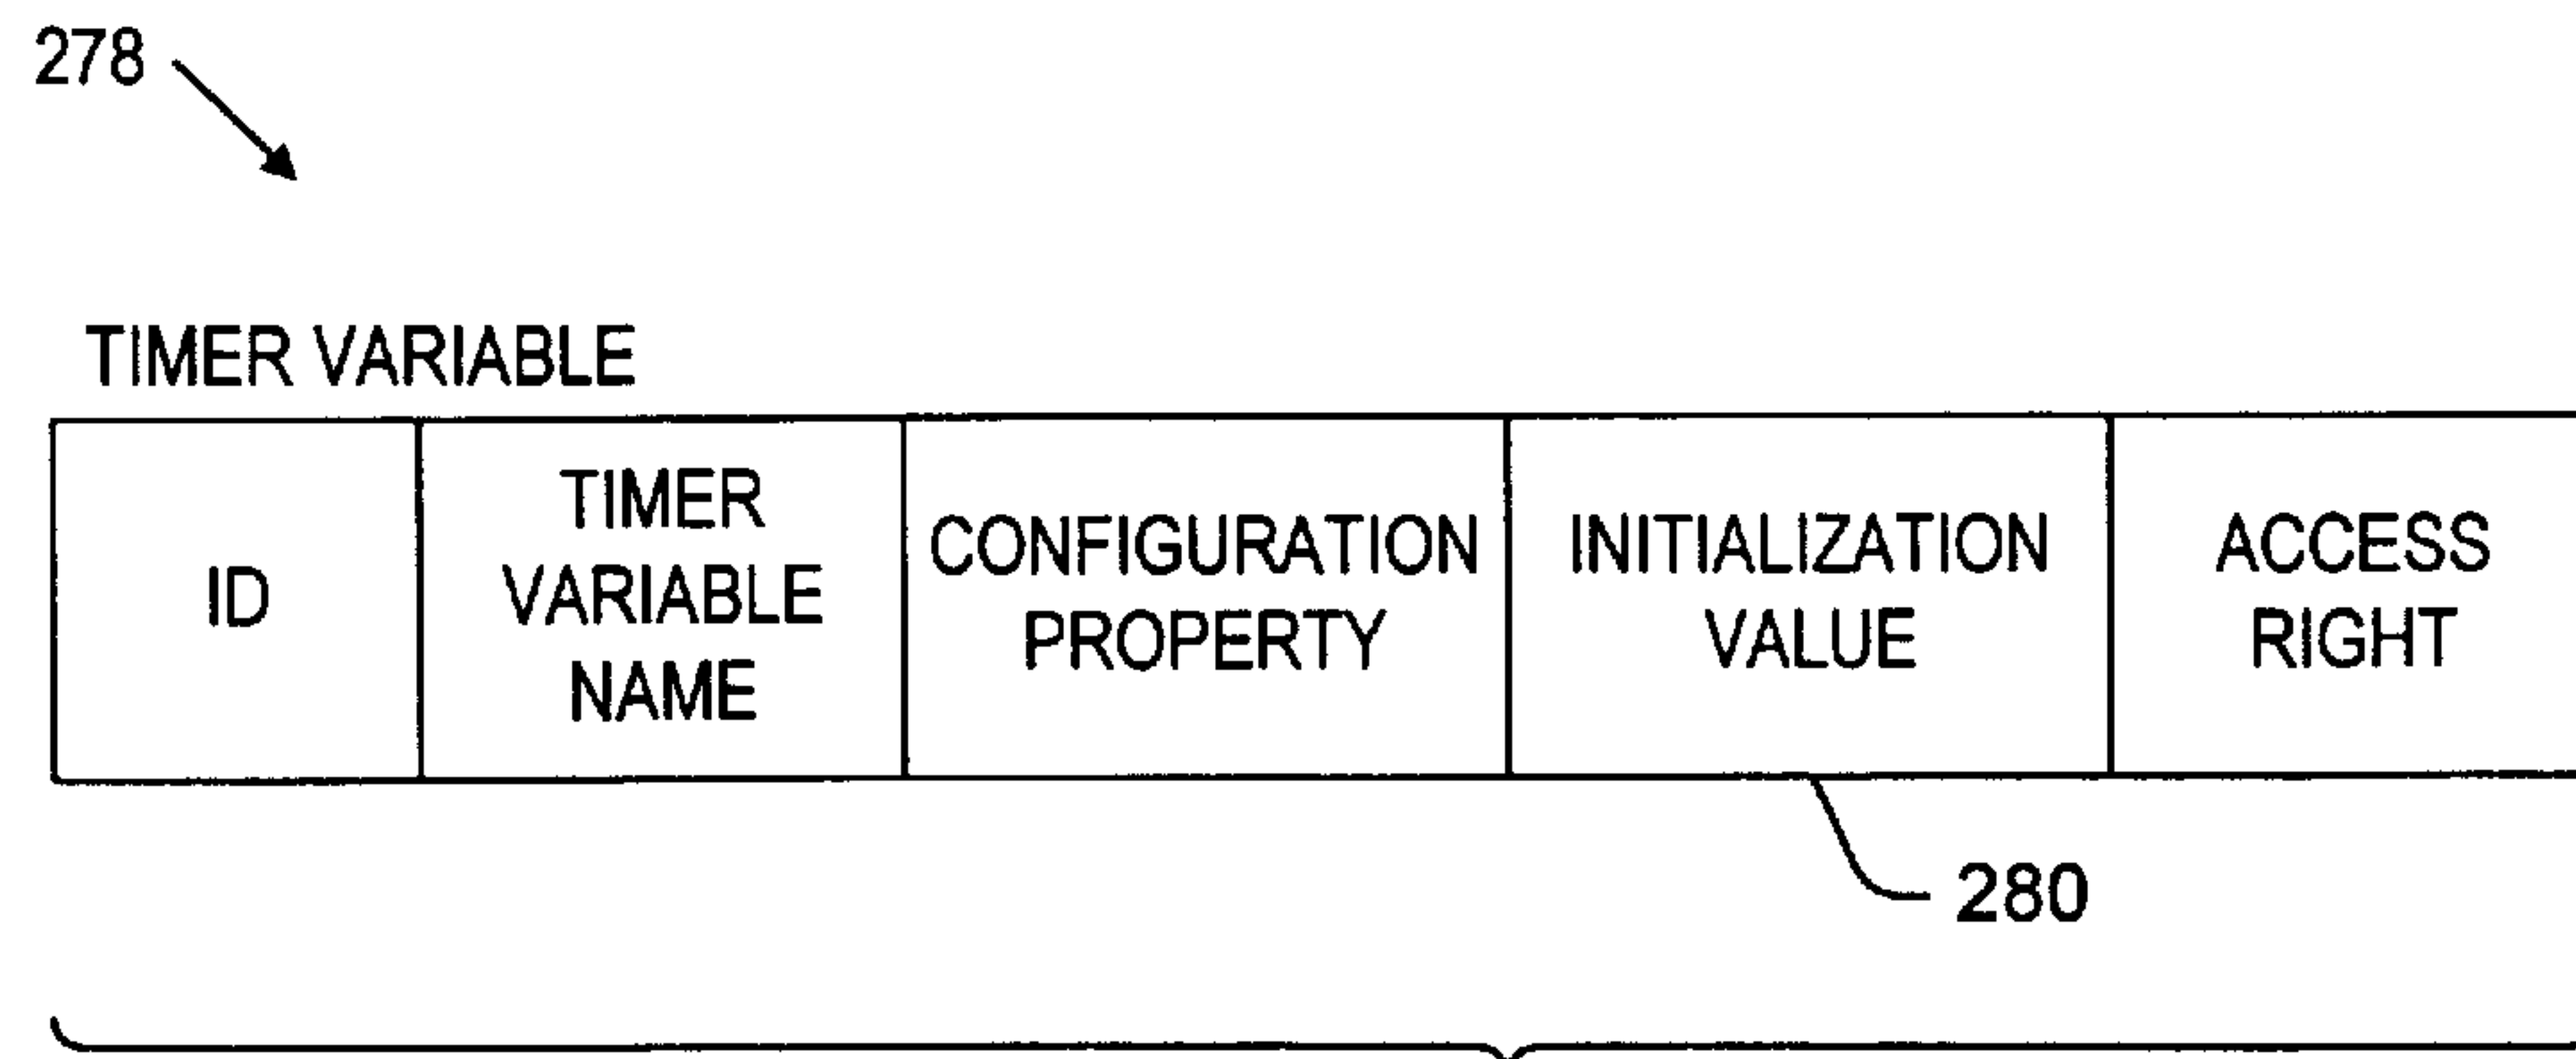 278
TIMER VARIABLE
ID
TIMER
VARIABLE
NAME
CONFIGURATION
PROPERTY
INITIALIZATION
VALUE
ACCESS
RIGHT
280